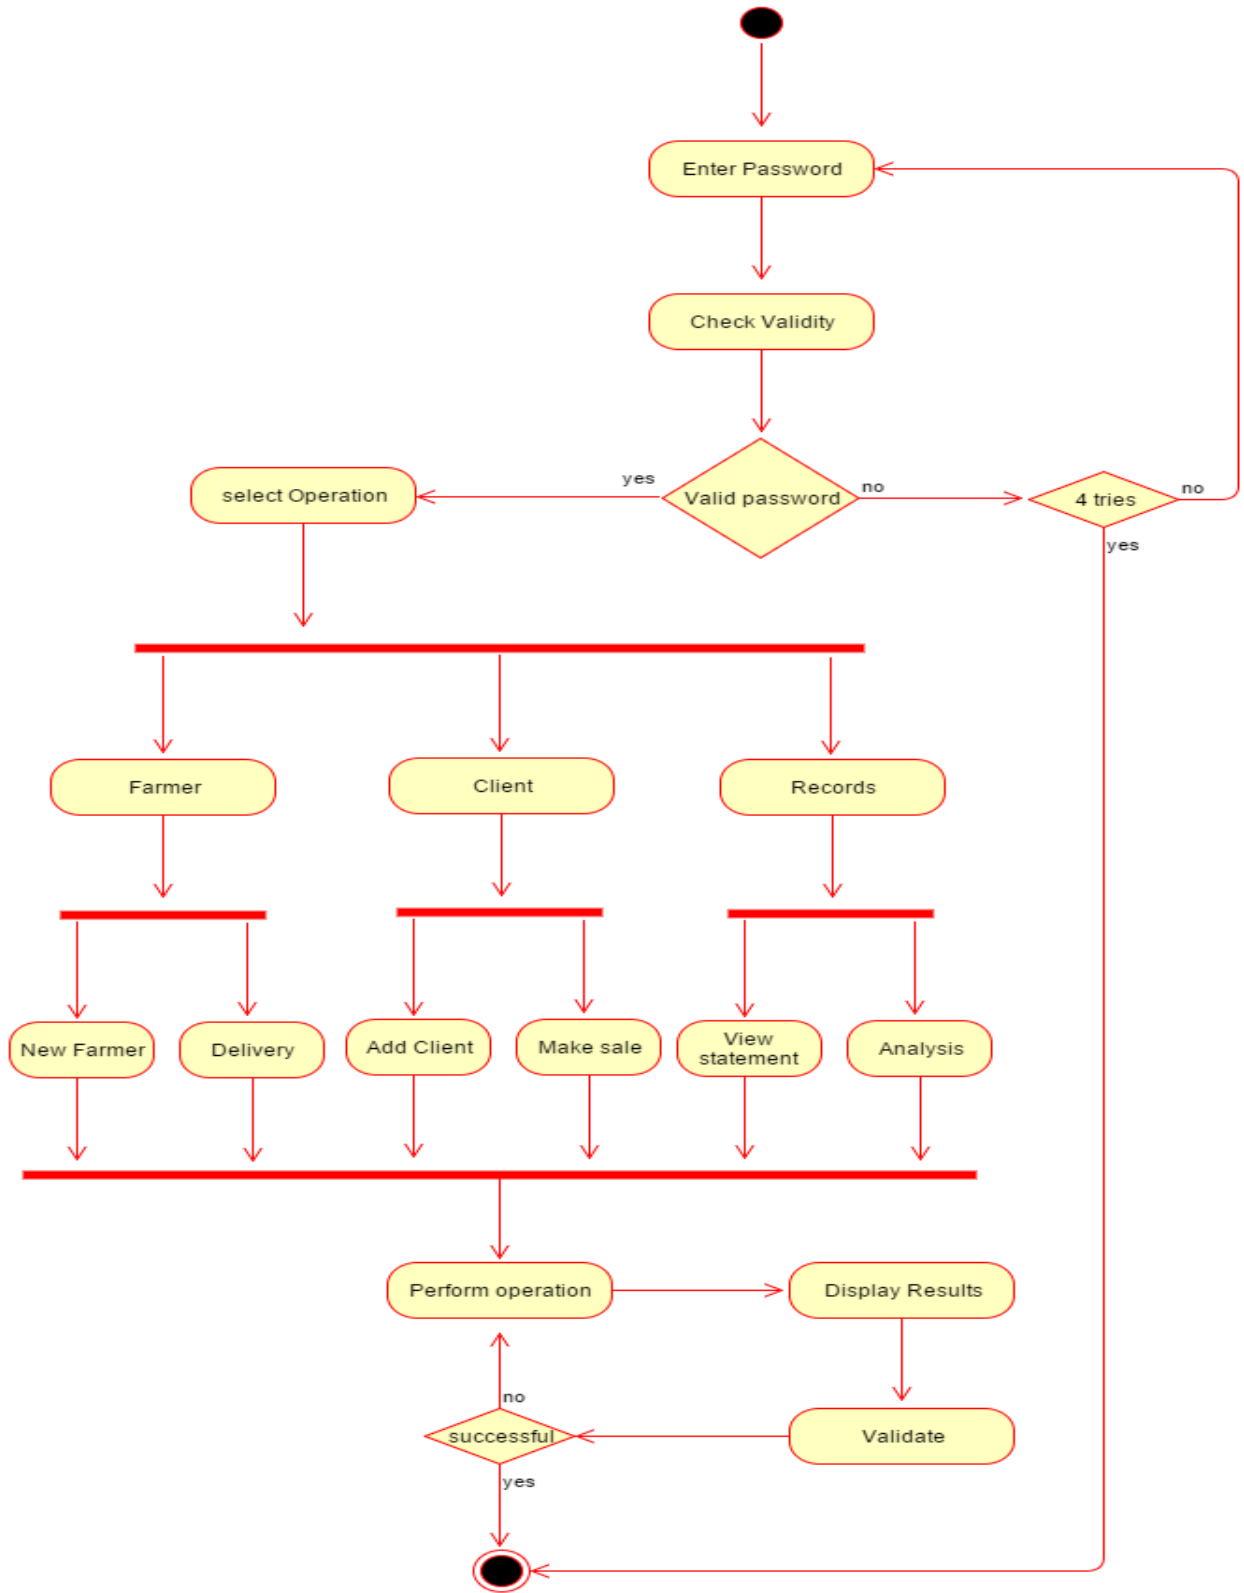 Enter Password
Check Validity
yes
select Operation
Valid password
no
4 tries
no
yes
Farmer
Client
Records
New Farmer
Delivery
Add Client
Make sale
View
statement
Analysis
Perform operation
Display Results
no
successful
Validate
yes